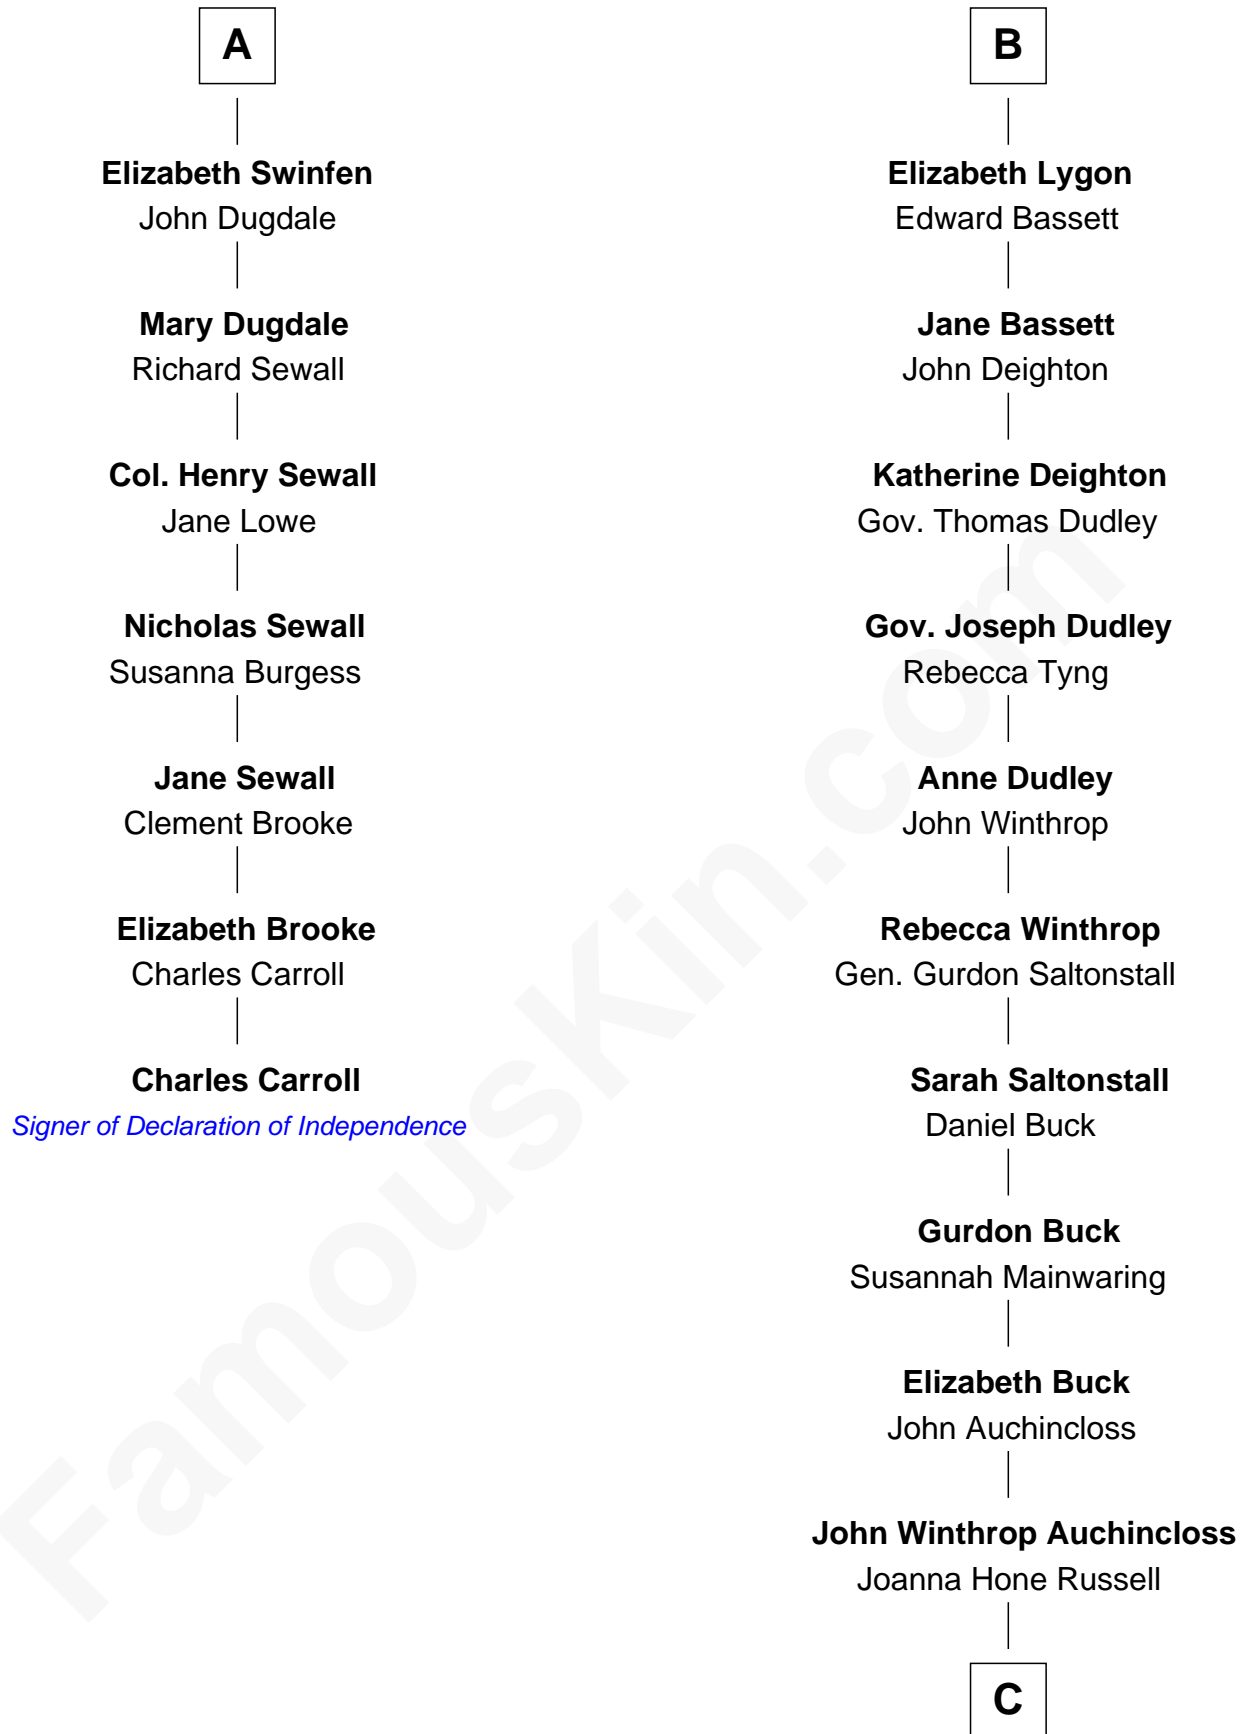 A
Elizabeth Swinfen
John Dugdale
Mary Dugdale
Richard Sewall
Col. Henry Sewall
Jane Lowe
Nicholas Sewall
Susanna Burgess
Jane Sewall
Clement Brooke
Elizabeth Brooke
Charles Carroll
Charles Carroll
Signer of Declaration of Independence
B
Elizabeth Lygon
Edward Bassett
Jane Bassett
John Deighton
Katherine Deighton
Gov. Thomas Dudley
Gov. Joseph Dudley
Rebecca Tyng
Anne Dudley
John Winthrop
Rebecca Winthrop
Gen. Gurdon Saltonstall
Sarah Saltonstall
Daniel Buck
Gurdon Buck
Susannah Mainwaring
Elizabeth Buck
John Auchincloss
John Winthrop Auchincloss
Joanna Hone Russell
C
FamousKin.com